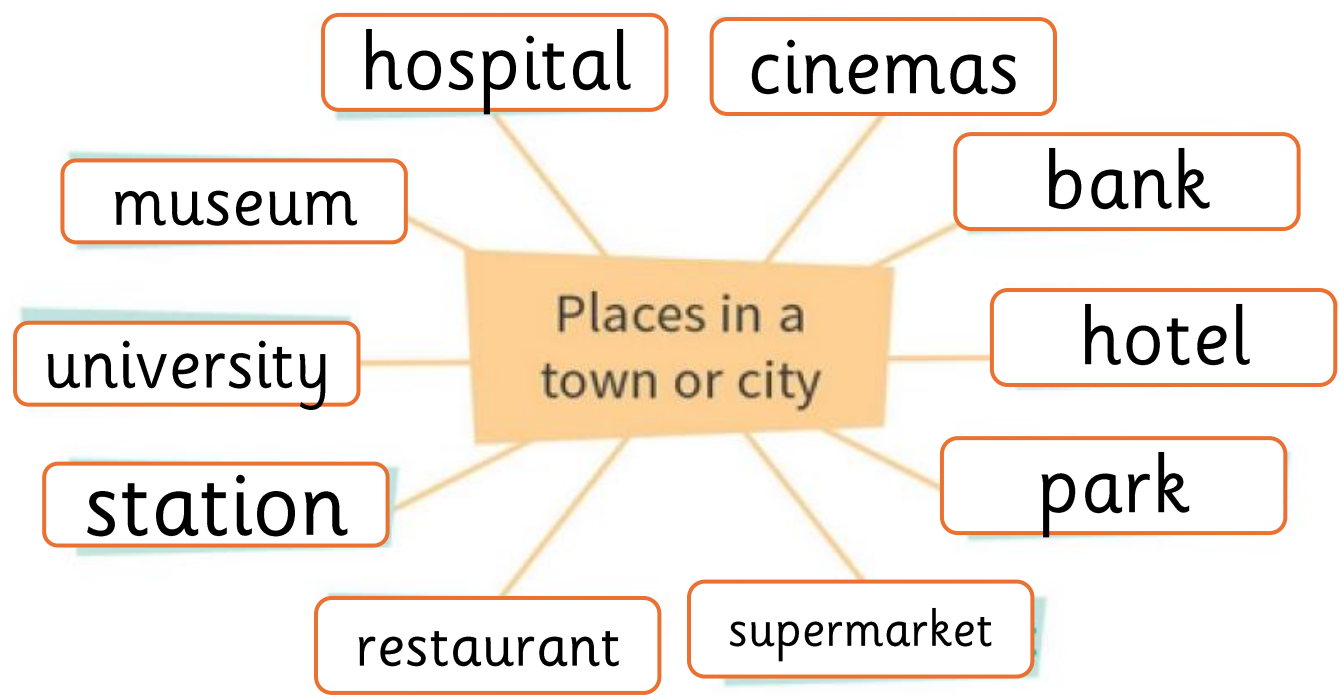 hospital
cinemas
museum
bank
Places in a
town or city
university
hotel
station
park
restaurant
supermarket